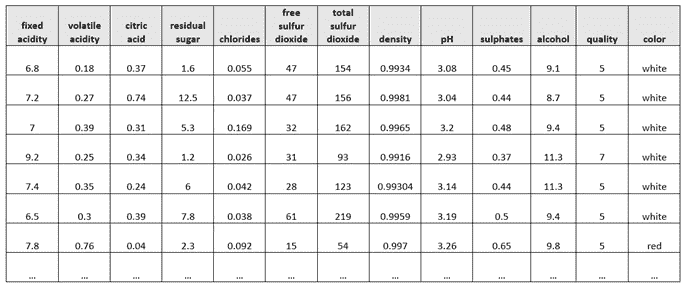 fixed acidity volatile acidity citric acid residual sugar chlorides free sulfur dioxide total sulfur dioxide density pH sulphates alcohol quality color
6.8 0.18 0.37 1.6 0.055 47 154 0.9934 3.08 0.45 9.1 5 white
7.2 0.27 0.74 12.5 0.037 47 156 0.9981 3.04 0.44 8.7 5 white
7 0.39 0.31 5.3 0.169 32 162 0.9965 3.2 0.48 9.4 5 white
9.2 0.25 0.34 1.2 0.026 31 93 0.9916 2.93 0.37 11.3 7 white
7.4 0.35 0.24 6 0.042 28 123 0.99304 3.14 0.44 11.3 5 white
6.5 0.3 0.39 7.8 0.038 61 219 0.9959 3.19 0.5 9.4 5 white
7.8 0.76 0.04 2.3 0.092 15 54 0.997 3.26 0.65 9.8 5 red
... ... ... ... ... ... ... ... ... ... ... ... ...